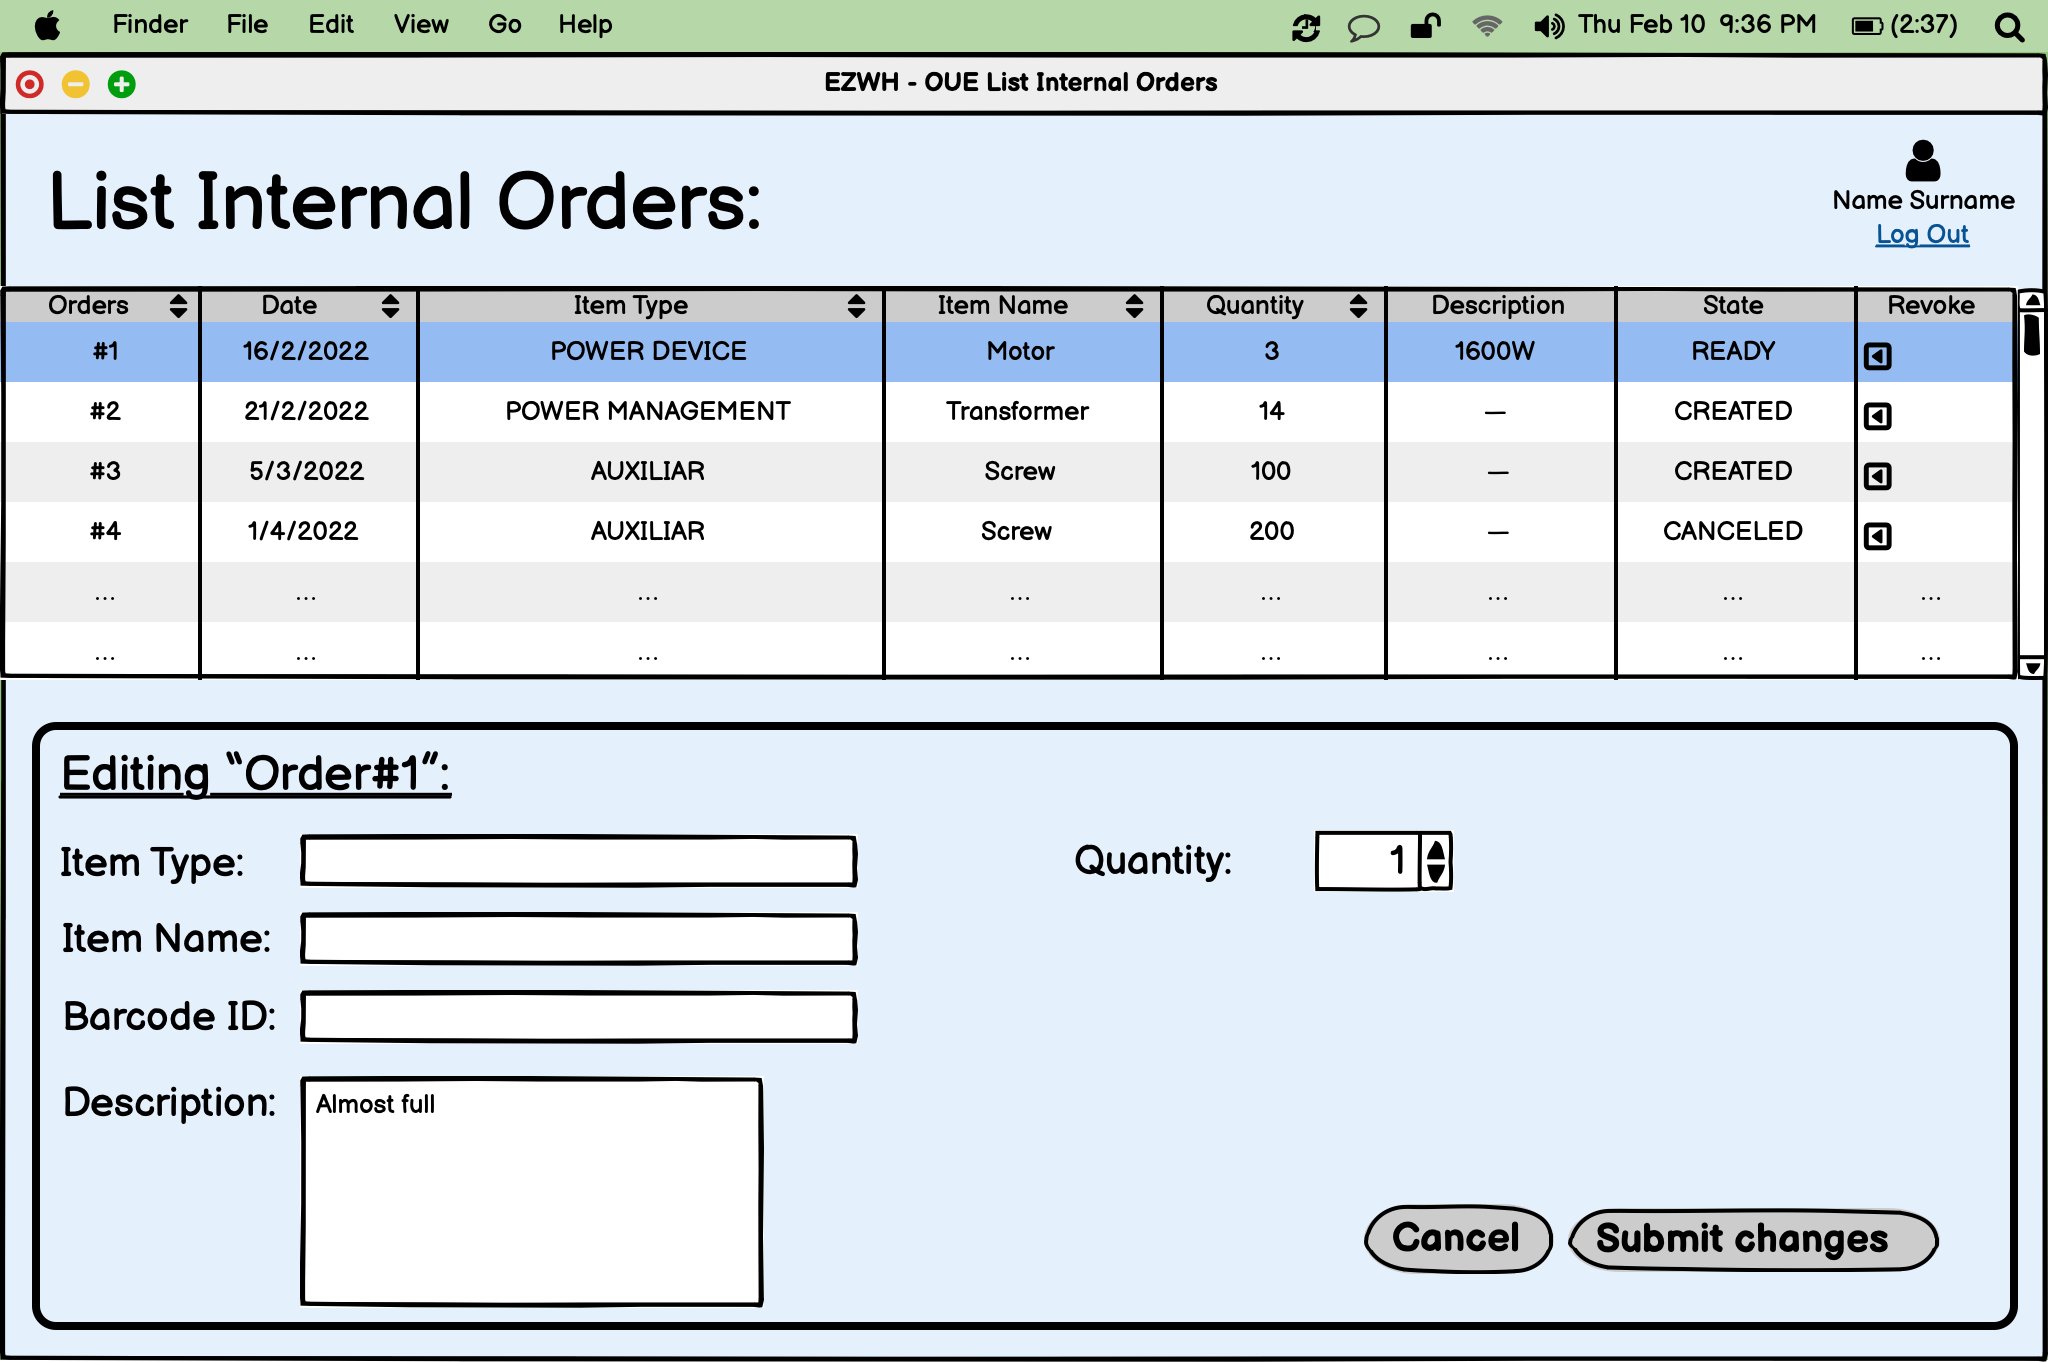 Finder File Edit View Go Help Thu Feb 10 9:36 PM (2:37)
EZWH - OUE List Internal Orders
List Internal Orders:
Name Surname
Log Out
Orders Date Item Type Item Name Quantity Description State Revoke
#1 16/2/2022 POWER DEVICE Motor 3 1600W READY
#2 21/2/2022 POWER MANAGEMENT Transformer 14 — CREATED
#3 5/3/2022 AUXILIAR Screw 100 — CREATED
#4 1/4/2022 AUXILIAR Screw 200 — CANCELED
... ... ... ... ... ... ... ...
... ... ... ... ... ... ... ...
Editing “Order#1”:
Item Type: Quantity: 1
Item Name:
Barcode ID:
Description: Almost full
Cancel Submit changes